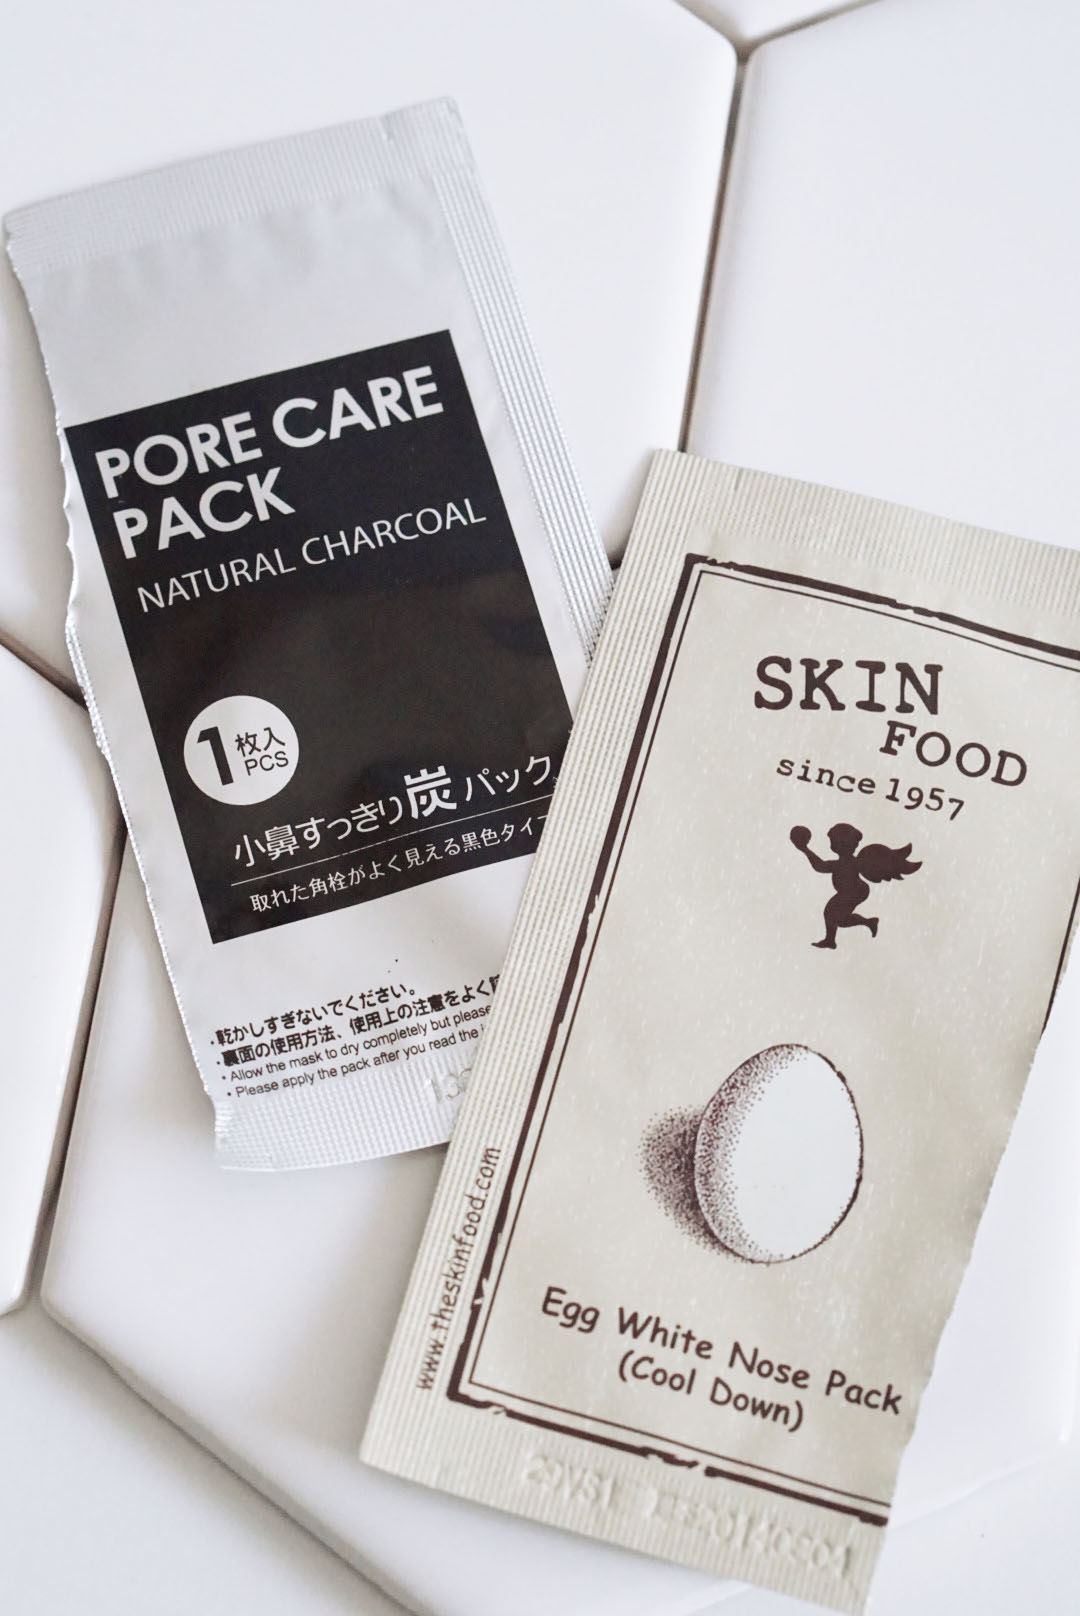 PORE CARE
PACK
NATURAL CHARCOAL
1枚入
PCS
小鼻すっきり炭パック
取れた角栓がよく見える黒色タイ
・乾かしすぎないでください。
・裏面の使用方法、使用上の注意をよく
• Allow the mask to dry completely but please
• Please apply the pack after you read the
SKIN
FOOD
since 1957
www.theskinfood.com
Egg White Nose Pack
(Cool Down)